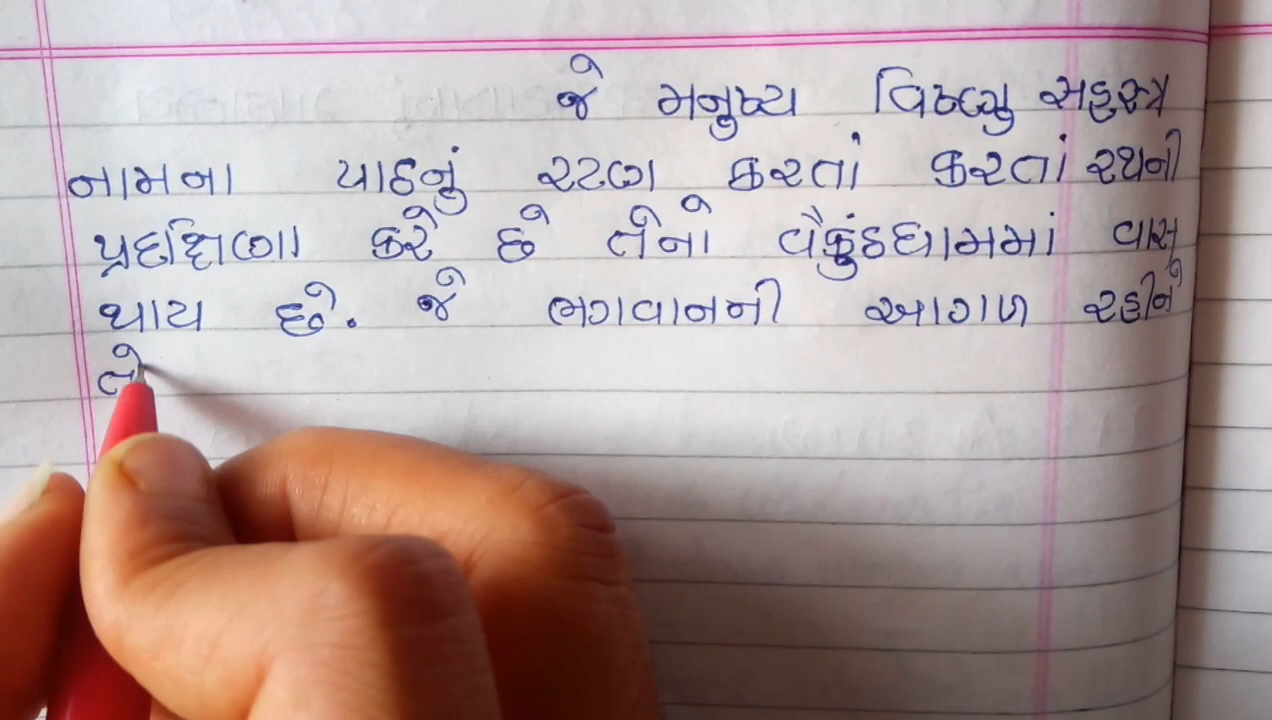 જે મનુષ્ય વિષ્ણુ સહસ્ત્ર
નામના પાઠનું રટણ કરતાં કરતાં રથની
પ્રદક્ષિણા કરે છે તેનો વૈકુંઠધામમાં વાસ
થાય છે. જે ભગવાનની આગળ રહીને
તે